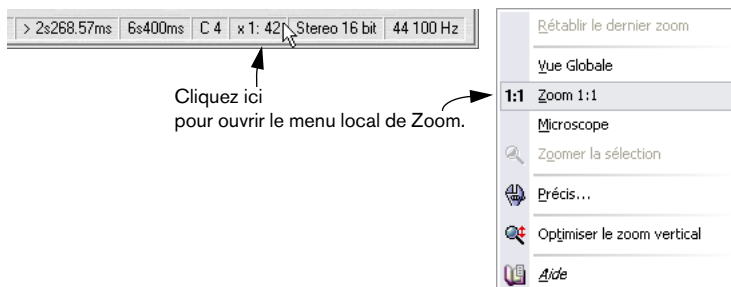 > 2s268.57ms 6s400ms C 4 x 1: 42 Stereo 16 bit 44 100 Hz
Cliquez ici
pour ouvrir le menu local de Zoom.
Rétablir le dernier zoom
Vue Globale
1:1 Zoom 1:1
Microscope
Zoomer la sélection
Précis...
Optimiser le zoom vertical
Aide